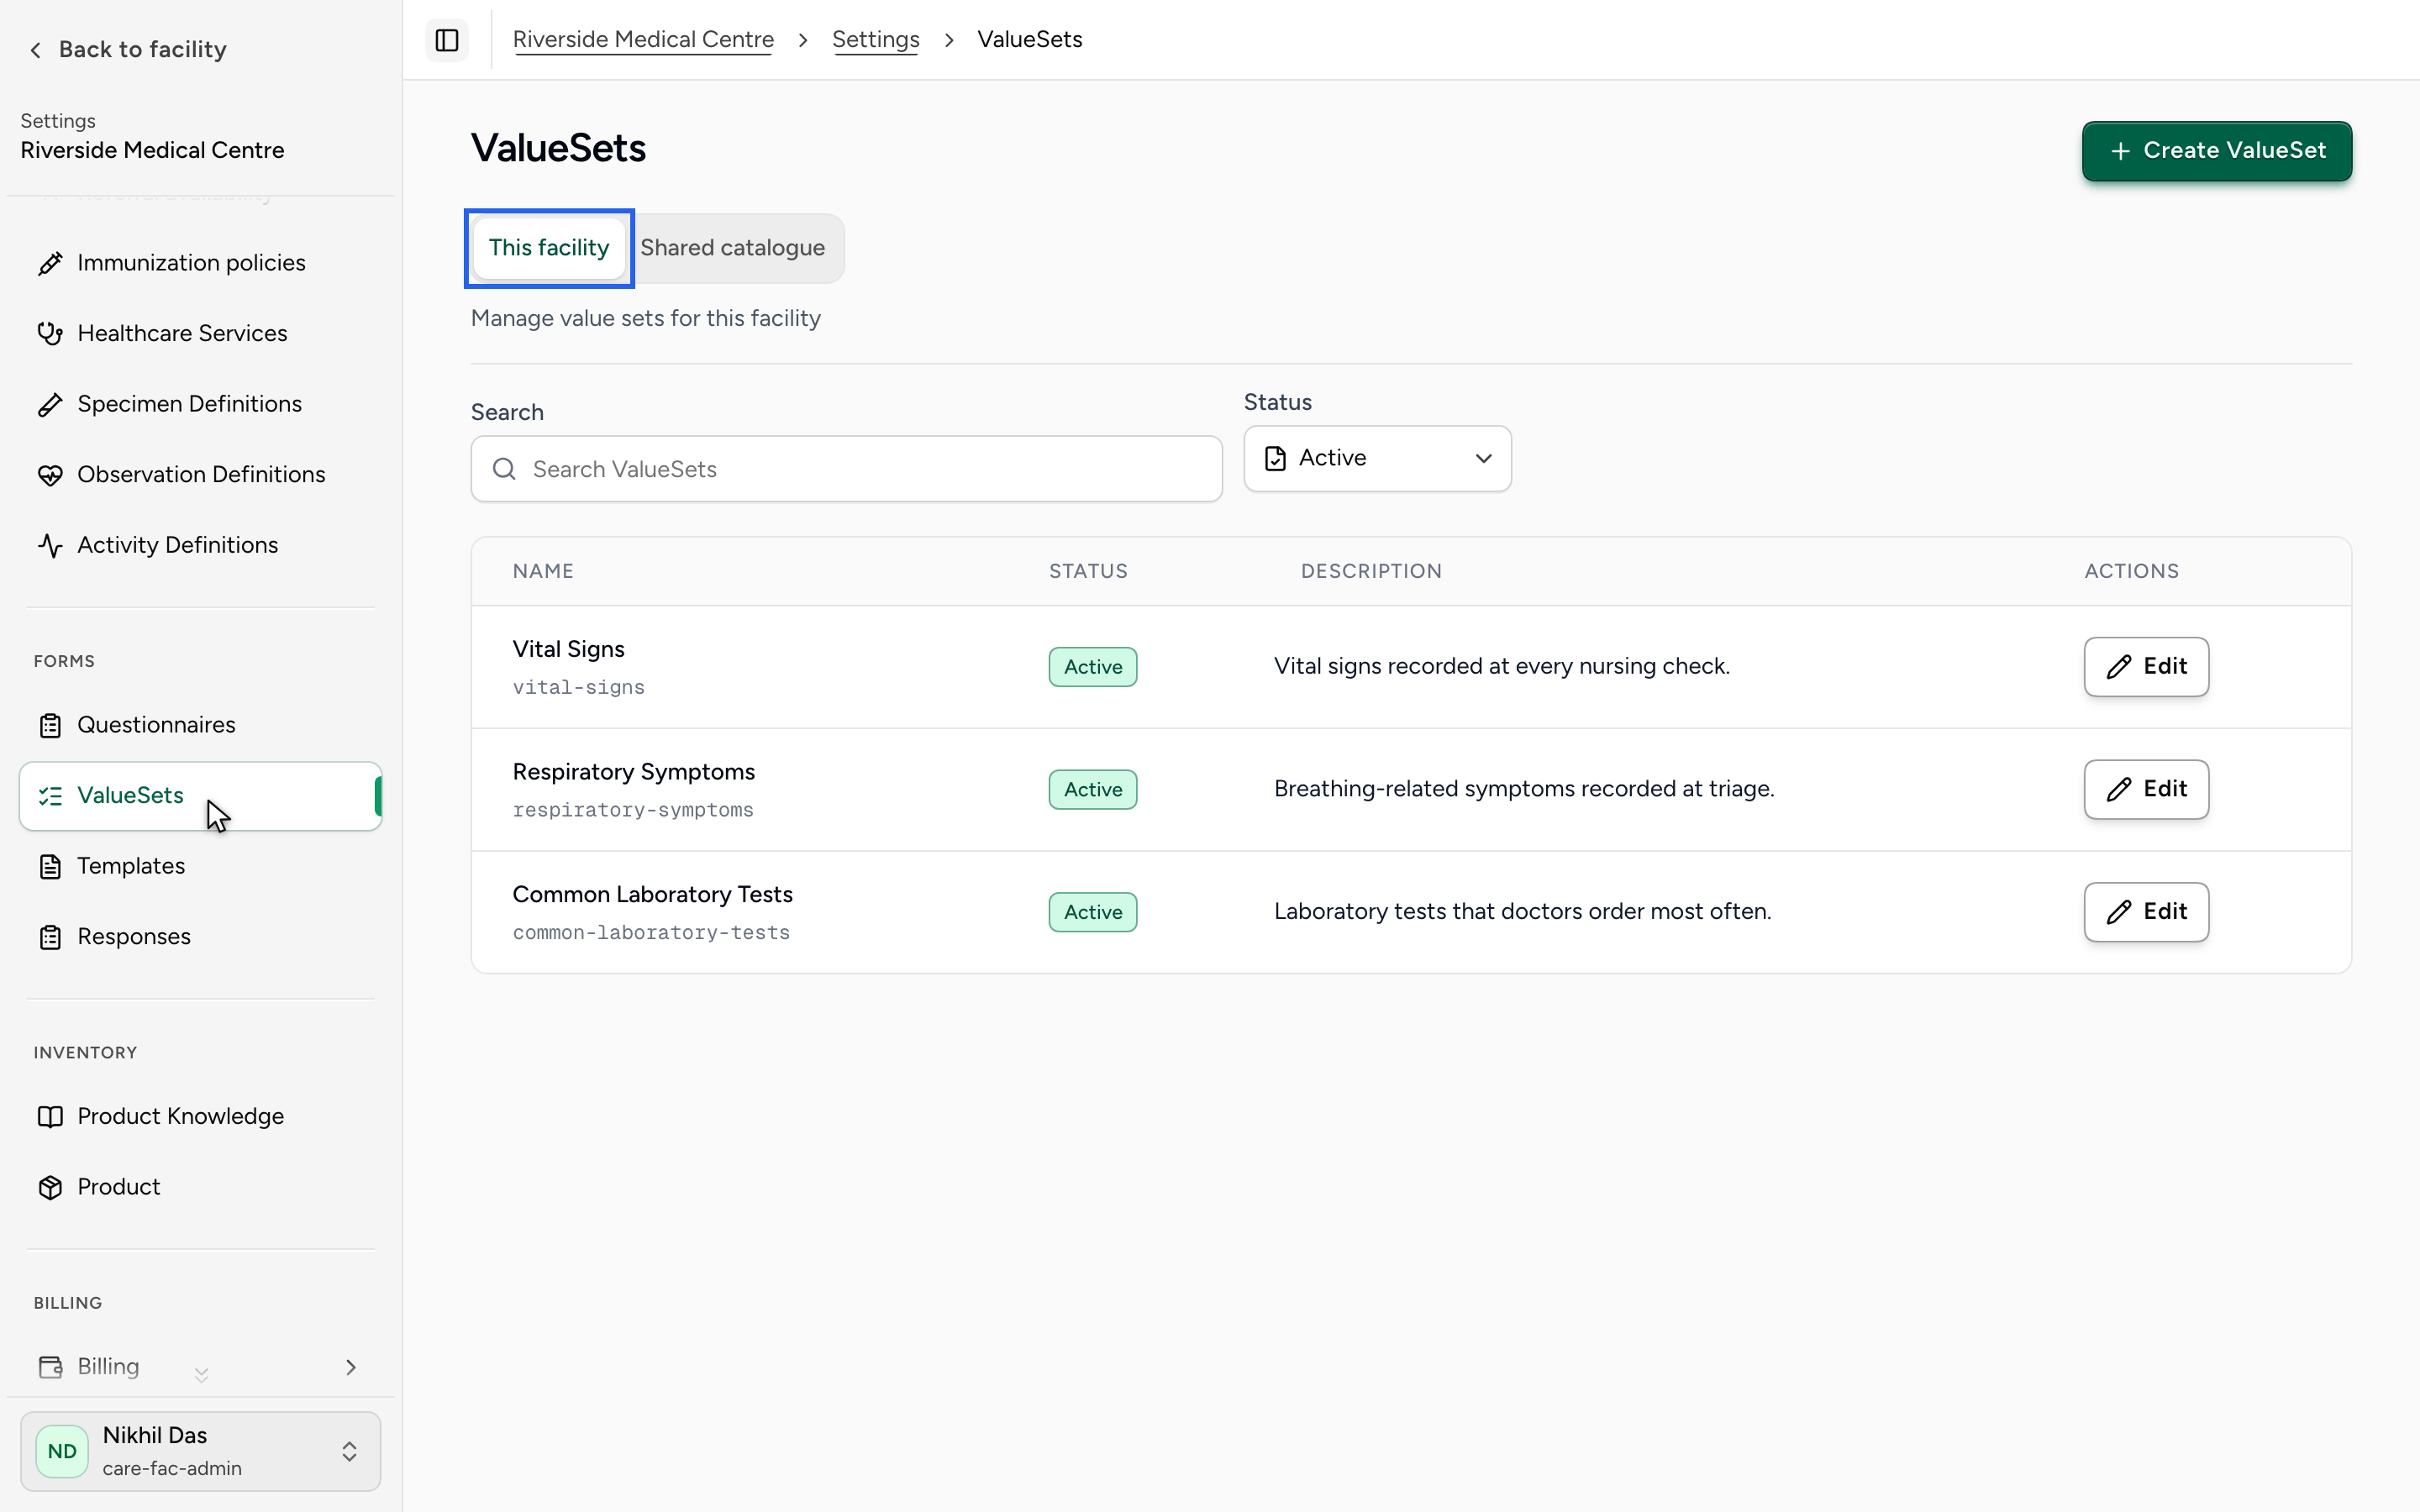 Back to facility
Settings
Riverside Medical Centre
Immunization policies
Healthcare Services
Specimen Definitions
Observation Definitions
Activity Definitions
FORMS
Questionnaires
ValueSets
Templates
Responses
INVENTORY
Product Knowledge
Product
BILLING
Billing
ND
Nikhil Das
care-fac-admin
Riverside Medical Centre > Settings > ValueSets
ValueSets
Create ValueSet
This facility Shared catalogue
Manage value sets for this facility
Search
Status
Search ValueSets
Active
NAME STATUS DESCRIPTION ACTIONS
Vital Signs
vital-signs
Active
Vital signs recorded at every nursing check.
Edit
Respiratory Symptoms
respiratory-symptoms
Active
Breathing-related symptoms recorded at triage.
Edit
Common Laboratory Tests
common-laboratory-tests
Active
Laboratory tests that doctors order most often.
Edit